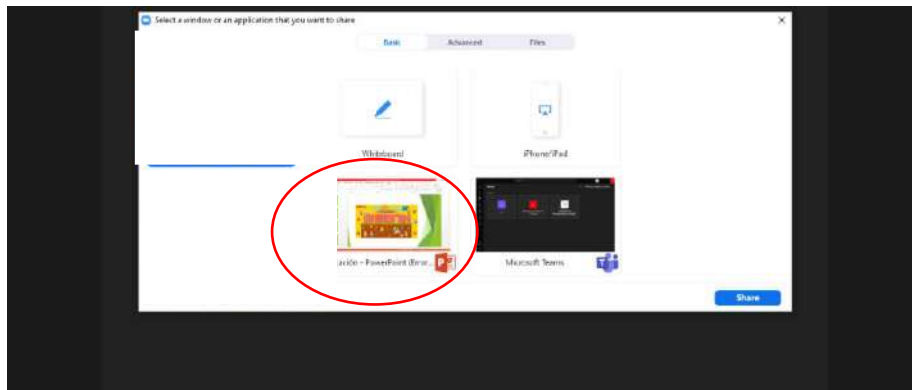 Select a window or an application that you want to share
Basic Advanced Files
Whiteboard iPhone/iPad
ación - PowerPoint (Error... Microsoft Teams
Share